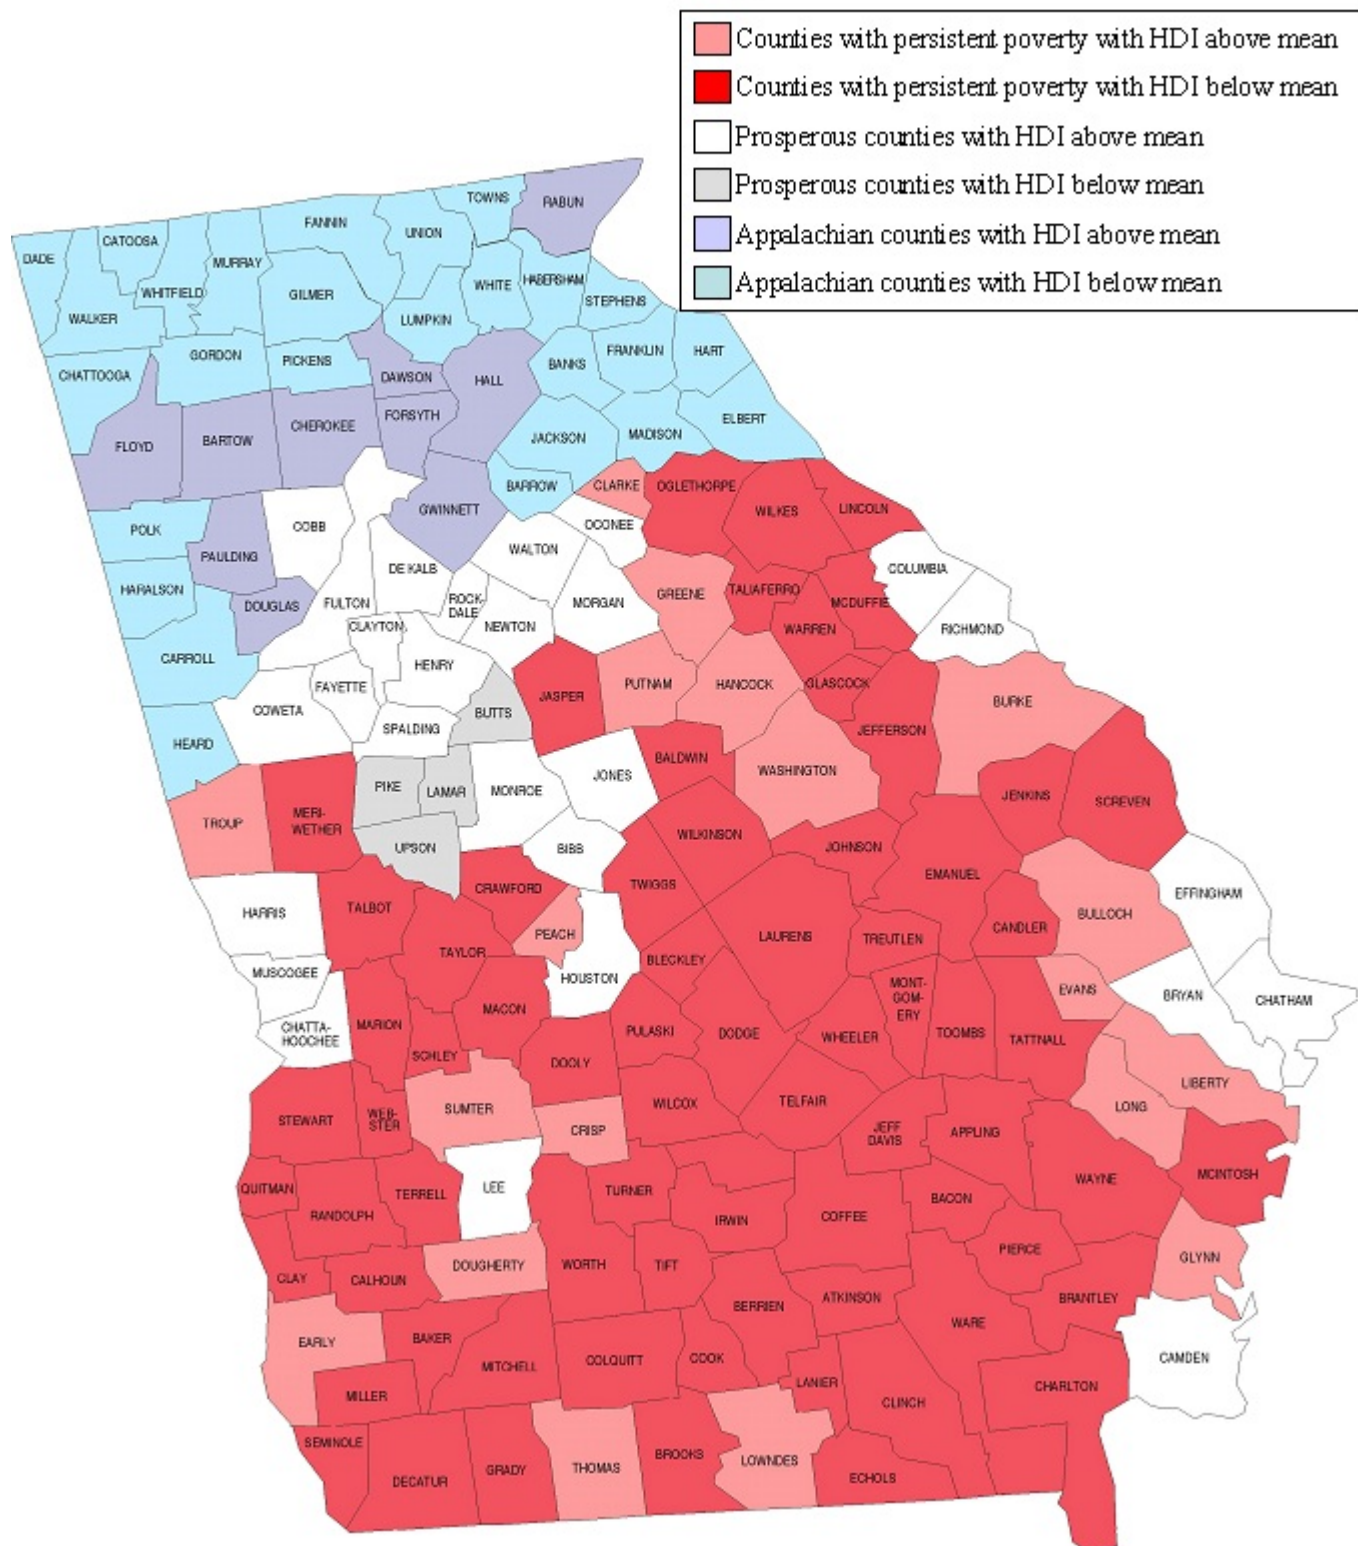 Counties with persistent poverty with HDI above mean
Counties with persistent poverty with HDI below mean
Prosperous counties with HDI above mean
Prosperous counties with HDI below mean
Appalachian counties with HDI above mean
Appalachian counties with HDI below mean
TOWNS
RABUN
FANNIN
UNION
CATOOSA
DADE
MURRAY
WHITFIELD
GILMER
WHITE
HABERSHAM
STEPHENS
WALKER
LUMPKIN
GORDON
PICKENS
CHATTOOGA
DAWSON
HALL
BANKS
FRANKLIN
HART
FLOYD
BARTOW
CHEROKEE
FORSYTH
JACKSON
MADISON
ELBERT
POLK
COBB
GWINNETT
BARROW
CLARKE
OGLETHORPE
WILKES
LINCOLN
PAULDING
DE KALB
WALTON
OCONEE
COLUMBIA
HARALSON
DOUGLAS
FULTON
ROCK-
DALE
CLAYTON
NEWTON
MORGAN
GREENE
TALIAFERRO
MCDUFFIE
WARREN
RICHMOND
CARROLL
HENRY
FAYETTE
COWETA
SPALDING
BUTTS
JASPER
PUTNAM
HANCOCK
GLASCOCK
BURKE
JEFFERSON
HEARD
PIKE
LAMAR
MONROE
JONES
BALDWIN
WASHINGTON
JENKINS
SCREVEN
TROUP
MERI-
WETHER
UPSON
BIBB
WILKINSON
JOHNSON
EMANUEL
EFFINGHAM
HARRIS
TALBOT
CRAWFORD
TWIGGS
PEACH
TAYLOR
LAURENS
TREUTLEN
CANDLER
BULLOCH
MUSCOGEE
HOUSTON
BLECKLEY
MONT-
GOM-
ERY
EVANS
BRYAN
CHATHAM
CHATTA-
HOOCHEE
MARION
MACON
PULASKI
DODGE
WHEELER
TOOMBS
TATTNALL
SCHLEY
DOOLY
LIBERTY
STEWART
WEB-
STER
SUMTER
CRISP
WILCOX
TELFAIR
JEFF
DAVIS
APPLING
LONG
QUITMAN
RANDOLPH
TERRELL
LEE
TURNER
IRWIN
COFFEE
BACON
WAYNE
MCINTOSH
CLAY
CALHOUN
DOUGHERTY
WORTH
TIFT
PIERCE
GLYNN
BERRIEN
ATKINSON
WARE
BRANTLEY
EARLY
BAKER
MITCHELL
COLQUITT
COOK
LANIER
CLINCH
CHARLTON
CAMDEN
MILLER
SEMINOLE
DECATUR
GRADY
THOMAS
BROOKS
LOWNDES
ECHOLS